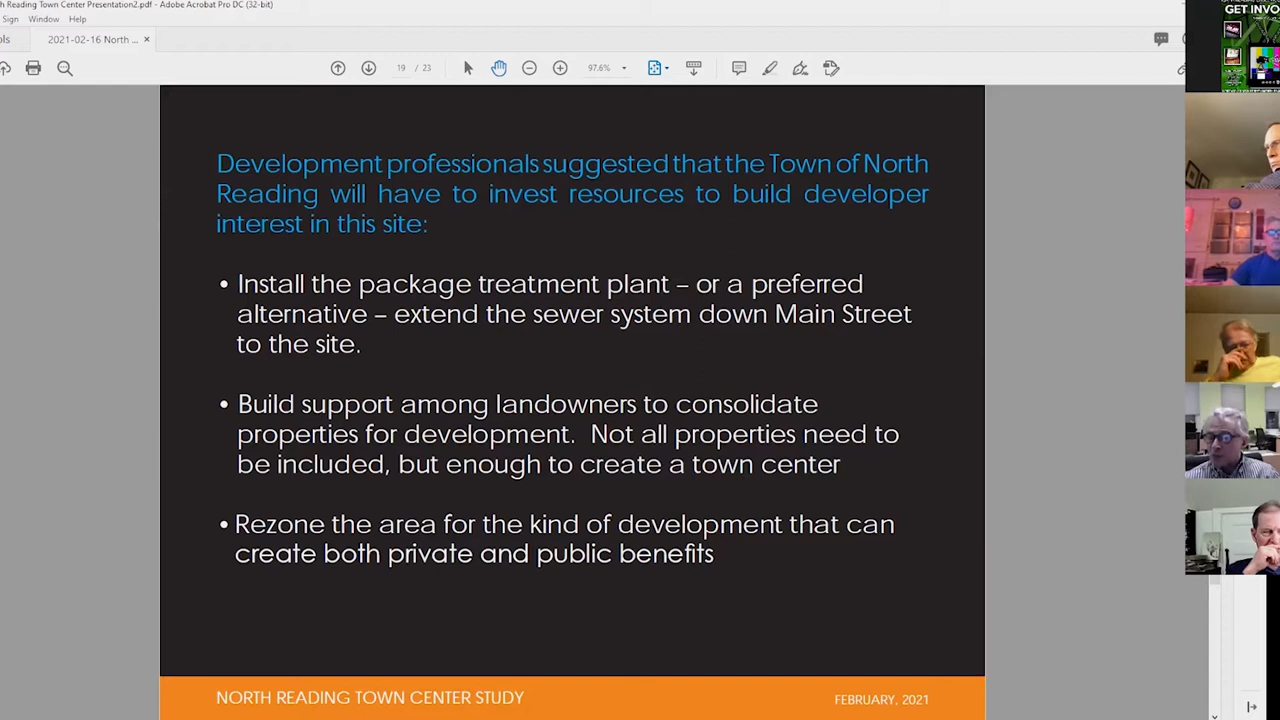 North Reading Town Center Presentation2.pdf - Adobe Acrobat Pro DC (32-bit)
Sign Window Help
2021-02-16 North ... ×
19 / 23
97.6%
GET INVO
Development professionals suggested that the Town of North
Reading will have to invest resources to build developer
interest in this site:
• Install the package treatment plant – or a preferred
alternative – extend the sewer system down Main Street
to the site.
• Build support among landowners to consolidate
properties for development. Not all properties need to
be included, but enough to create a town center
• Rezone the area for the kind of development that can
create both private and public benefits
NORTH READING TOWN CENTER STUDY
FEBRUARY, 2021